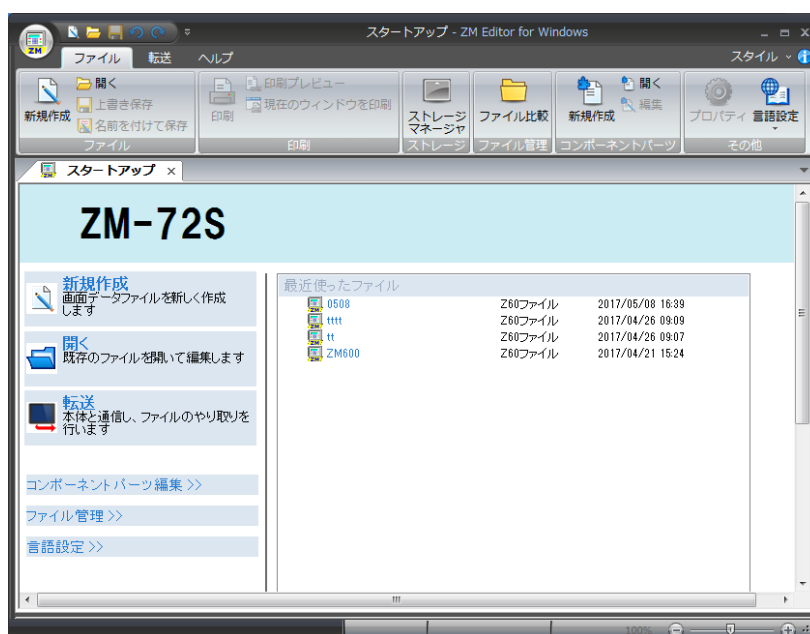 スタートアップ - ZM Editor for Windows
ZM
ファイル 転送 ヘルプ スタイル
新規作成 開く 上書き保存 名前を付けて保存
ファイル
印刷 印刷プレビュー 現在のウィンドウを印刷
印刷
ストレージマネージャ
ストレージ
ファイル比較
ファイル管理
新規作成 開く 編集
コンポーネントパーツ
プロパティ 言語設定
その他
スタートアップ ×
ZM-72S
新規作成
画面データファイルを新しく作成
します
開く
既存のファイルを開いて編集します
転送
本体と通信し、ファイルのやり取りを
行います
コンポーネントパーツ編集 >>
ファイル管理 >>
言語設定 >>
最近使ったファイル
0508 Z60ファイル 2017/05/08 16:39
tttt Z60ファイル 2017/04/26 09:09
tt Z60ファイル 2017/04/26 09:07
ZM600 Z60ファイル 2017/04/21 15:24
100%